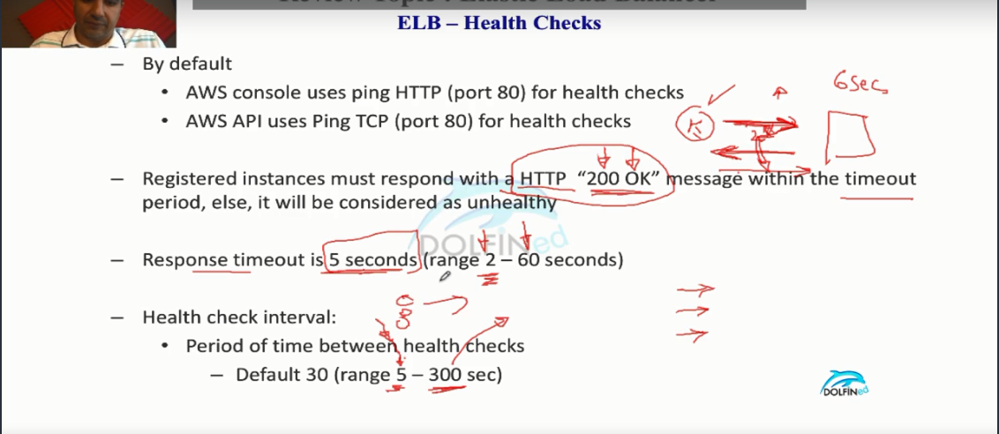 ELB – Health Checks
– By default
• AWS console uses ping HTTP (port 80) for health checks
• AWS API uses Ping TCP (port 80) for health checks
6 sec
– Registered instances must respond with a HTTP “200 OK” message within the timeout
period, else, it will be considered as unhealthy
DOLFINed
– Response timeout is 5 seconds (range 2 – 60 seconds)
– Health check interval:
• Period of time between health checks
– Default 30 (range 5 – 300 sec)
DOLFINed